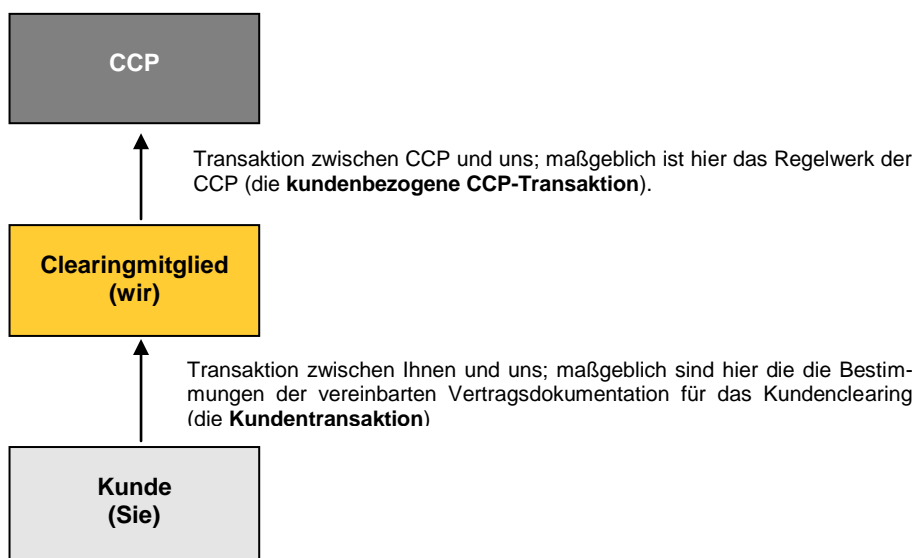 CCP
Transaktion zwischen CCP und uns; maßgeblich ist hier das Regelwerk der
CCP (die kundenbezogene CCP-Transaktion).
Clearingmitglied
(wir)
Transaktion zwischen Ihnen und uns; maßgeblich sind hier die die Bestim-
mungen der vereinbarten Vertragsdokumentation für das Kundenclearing
(die Kundentransaktion)
Kunde
(Sie)